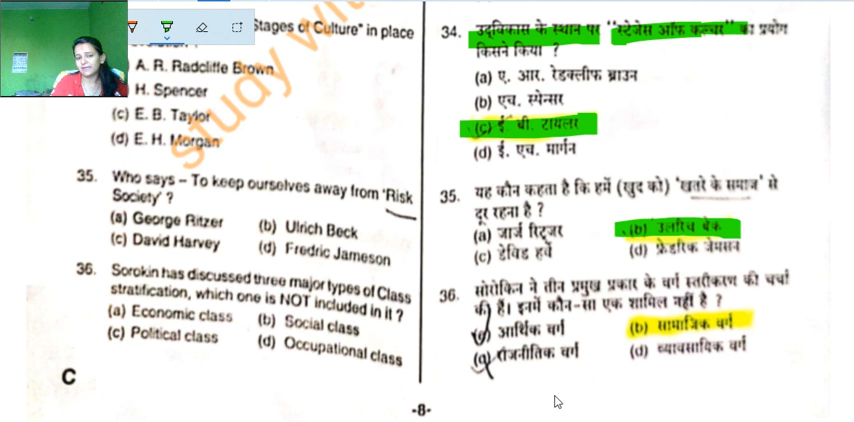 Stages of Culture" in place
A. R. Radcliffe Brown
H. Spencer
(c) E. B. Taylor
(d) E. H. Morgan
35. Who says – To keep ourselves away from 'Risk
Society' ?
(a) George Ritzer (b) Ulrich Beck
(c) David Harvey (d) Fredric Jameson
36. Sorokin has discussed three major types of Class
stratification, which one is NOT included in it ?
(a) Economic class (b) Social class
(c) Political class (d) Occupational class
C
study wit
34. उद्विकास के स्थान पर ''स्टेजेस ऑफ कल्चर'' का प्रयोग
किसने किया ?
(a) ए. आर. रेडक्लीफ ब्राउन
(b) एच. स्पेन्सर
(c) ई बी. टायलर
(d) ई. एच. मार्गन
35. यह कौन कहता है कि हमें (खुद को) 'खतरे के समाज' से
दूर रहना है ?
(a) जार्ज रिट्जर (b) उलरिच बेक
(c) डेविड हर्वे (d) फ्रेडरिक जेमसन
36. सोरोकिन ने तीन प्रमुख प्रकार के वर्ग स्तरीकरण की चर्चा
की है। इनमें कौन-सा एक शामिल नहीं है ?
आर्थिक वर्ग (b) सामाजिक वर्ग
राजनीतिक वर्ग (d) व्यावसायिक वर्ग
-8-